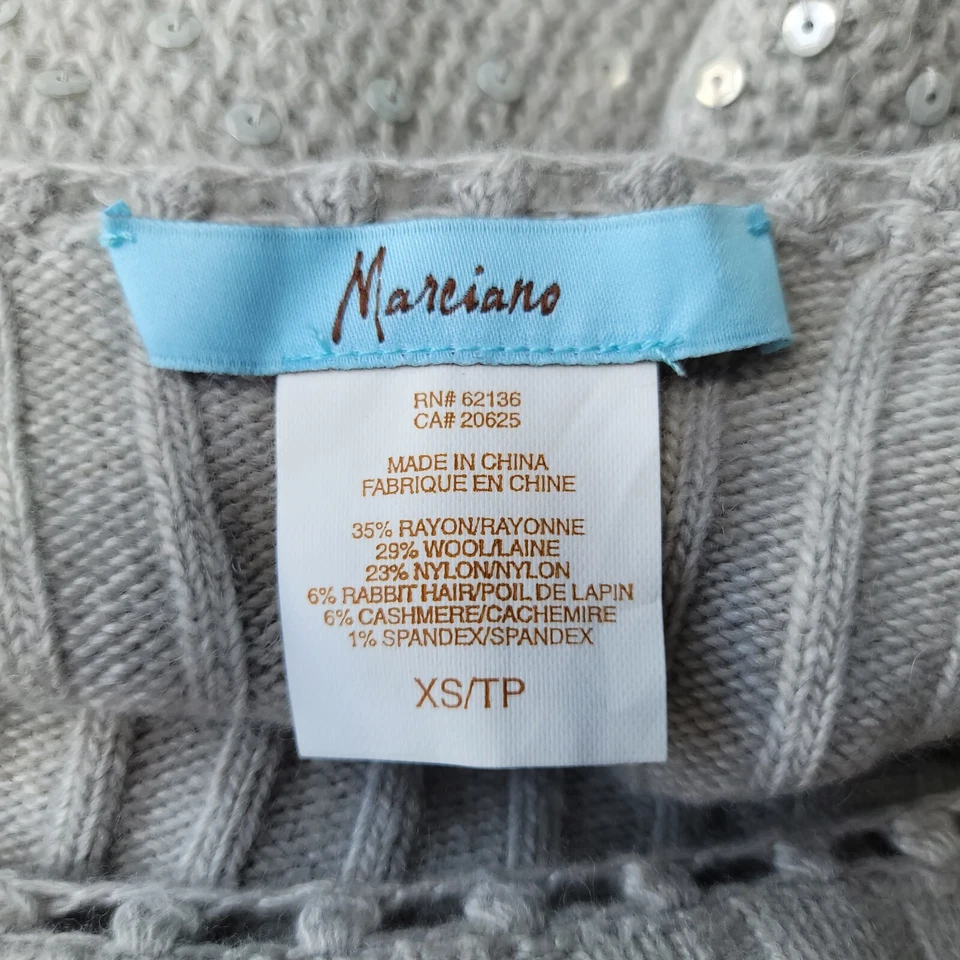 Marciano
RN# 62136
CA# 20625
MADE IN CHINA
FABRIQUE EN CHINE
35% RAYON/RAYONNE
29% WOOL/LAINE
23% NYLON/NYLON
6% RABBIT HAIR/POIL DE LAPIN
6% CASHMERE/CACHEMIRE
1% SPANDEX/SPANDEX
XS/TP